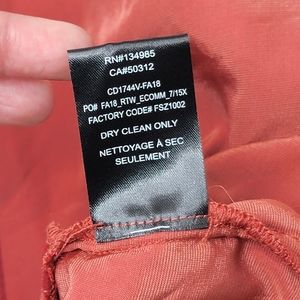 RN#134985
CA#50312
CD1744V-FA18
PO# FA18_RTW_ECOMM_7/15X
FACTORY CODE# FSZ1002
DRY CLEAN ONLY
NETTOYAGE À SEC
SEULEMENT